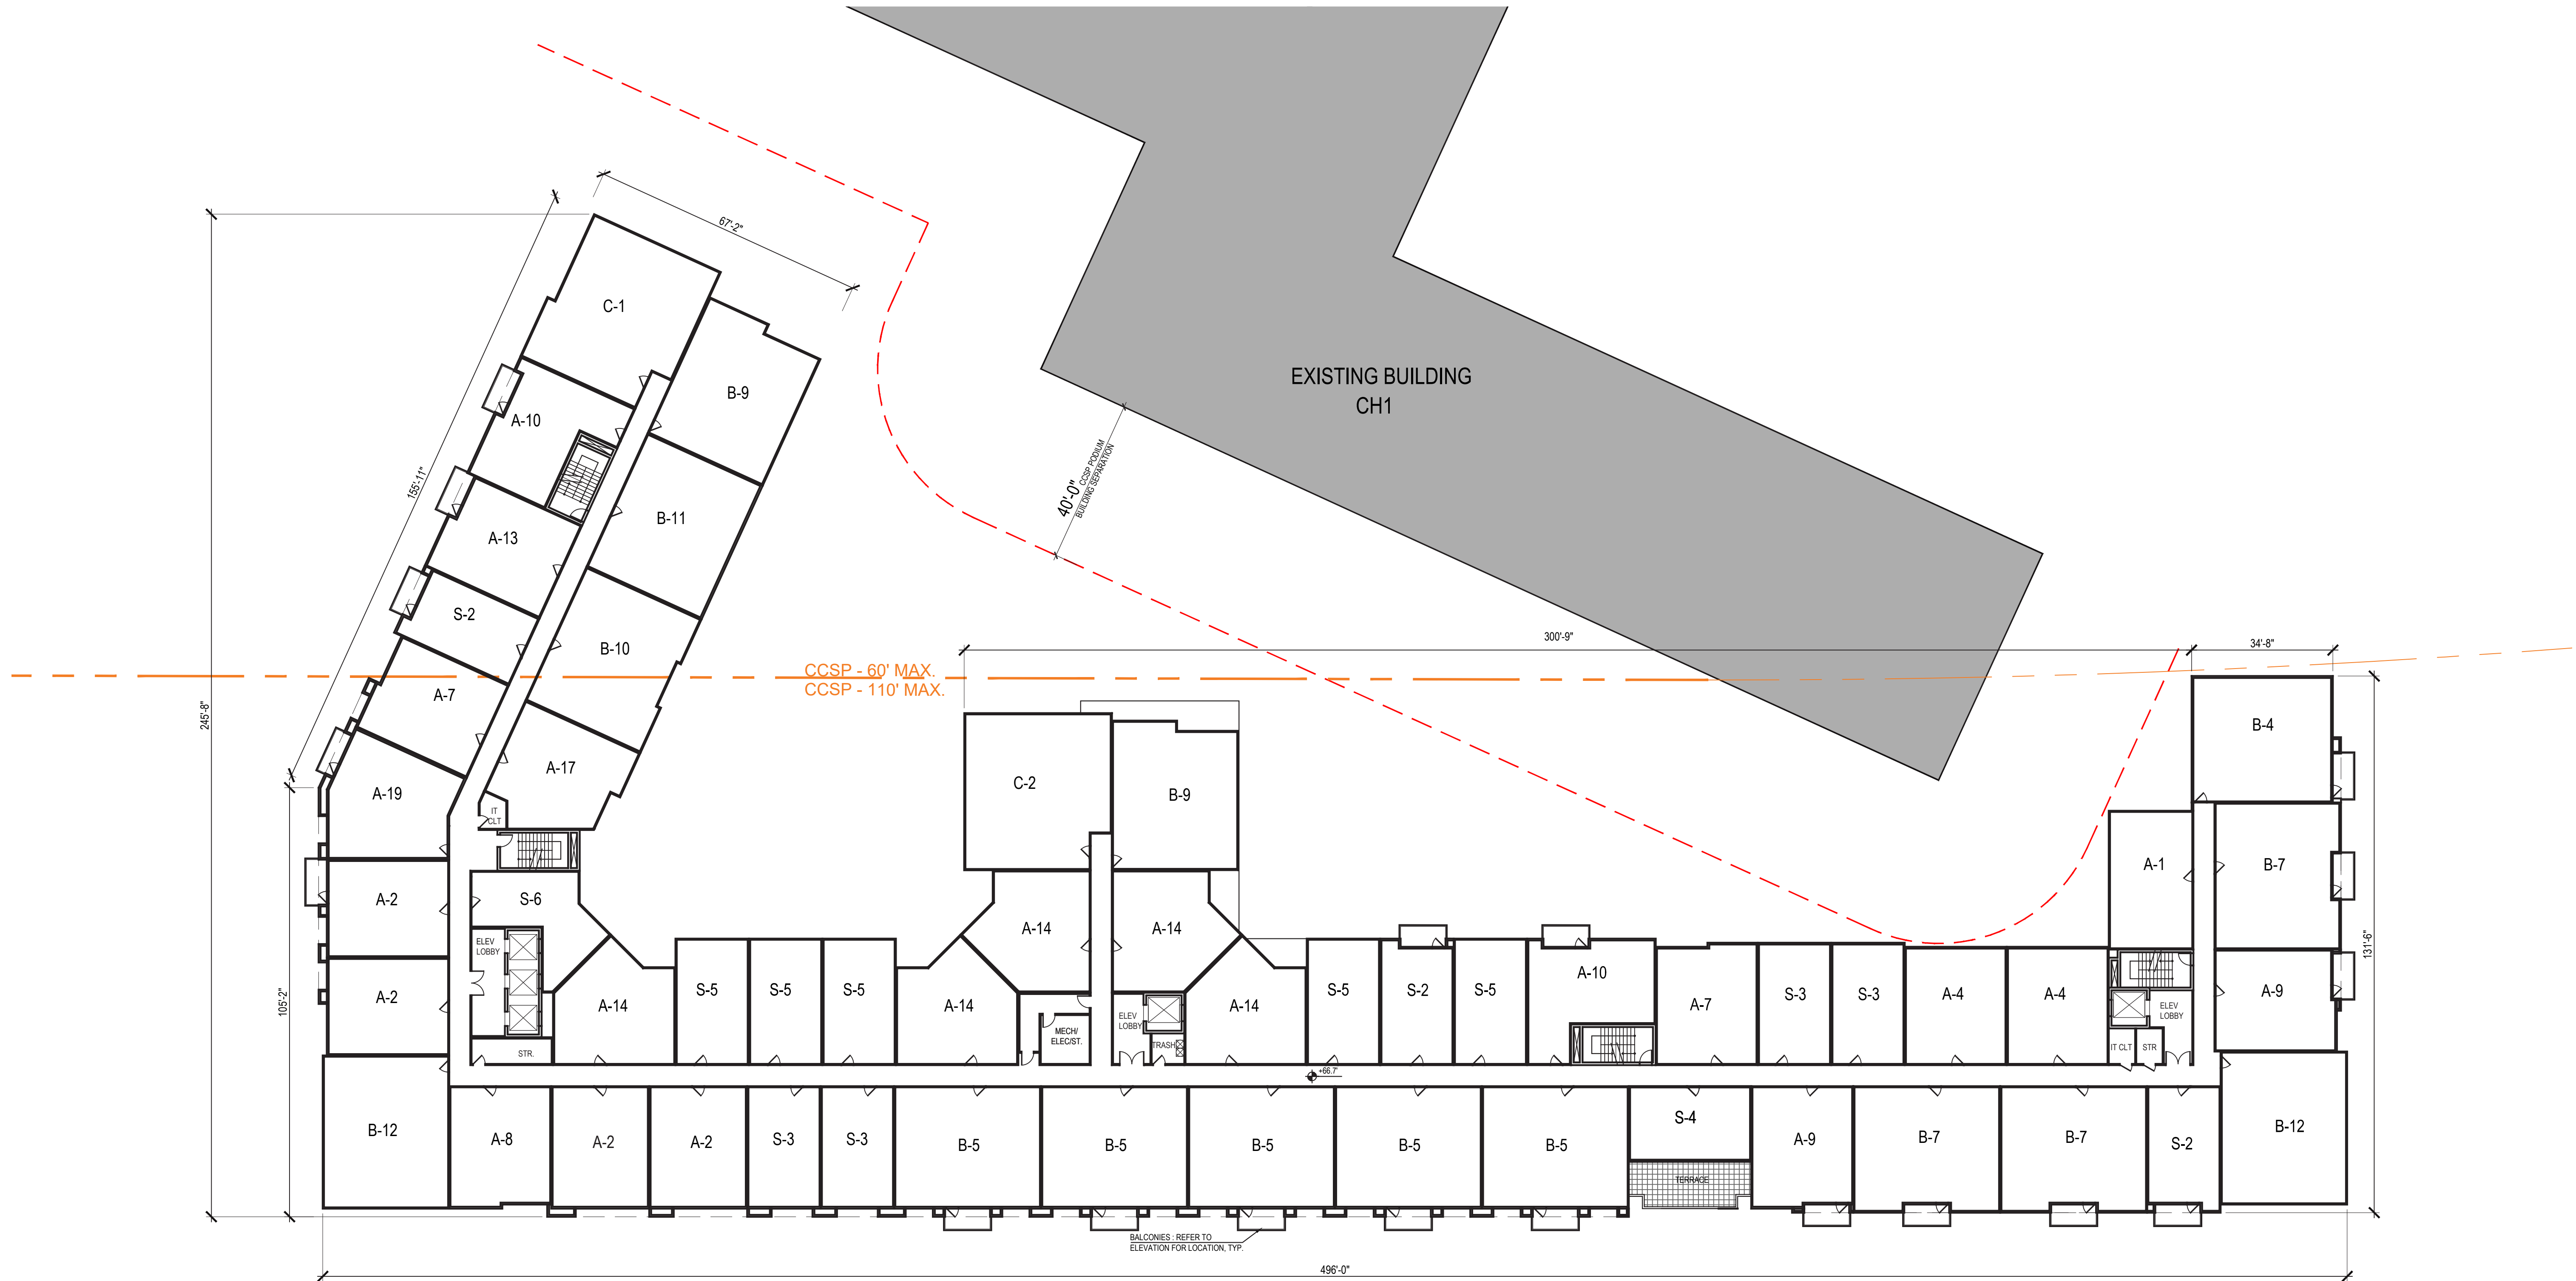 67'-2"
C-1
B-9
A-10
EXISTING BUILDING
CH1
155'-11"
40'-0" CCSP PODIUM
BUILDING SEPARATION
B-11
A-13
S-2
B-10
300'-9"
34'-8"
CCSP - 60' MAX.
CCSP - 110' MAX.
A-7
245'-8"
B-4
A-17
C-2
B-9
A-19
IT
CLT
A-1
B-7
A-2
S-6
A-14
A-14
131'-6"
ELEV
LOBBY
A-2
105'-2"
A-14
S-5
S-5
S-5
A-14
A-14
S-5
S-2
S-5
A-10
A-7
S-3
S-3
A-4
A-4
A-9
ELEV
LOBBY
ELEV
LOBBY
MECH/
ELEC/ST.
TRASH
STR.
IT CLT
STR
+66.7'
B-12
A-8
A-2
A-2
S-3
S-3
B-5
B-5
B-5
B-5
B-5
S-4
A-9
B-7
B-7
S-2
B-12
TERRACE
BALCONIES : REFER TO
ELEVATION FOR LOCATION, TYP.
496'-0"